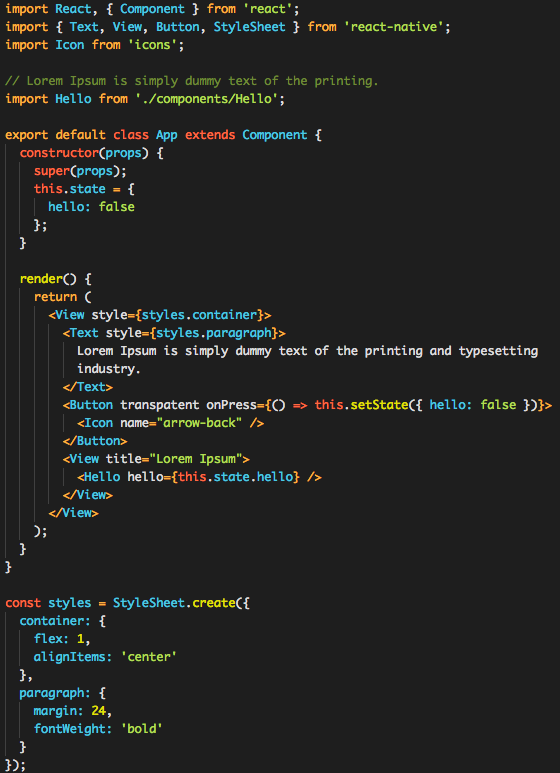 import React, { Component } from 'react';
import { Text, View, Button, StyleSheet } from 'react-native';
import Icon from 'icons';

// Lorem Ipsum is simply dummy text of the printing.
import Hello from './components/Hello';

export default class App extends Component {
  constructor(props) {
    super(props);
    this.state = {
      hello: false
    };
  }

  render() {
    return (
      <View style={styles.container}>
        <Text style={styles.paragraph}>
          Lorem Ipsum is simply dummy text of the printing and typesetting
          industry.
        </Text>
        <Button transpatent onPress={() => this.setState({ hello: false })}>
          <Icon name="arrow-back" />
        </Button>
        <View title="Lorem Ipsum">
          <Hello hello={this.state.hello} />
        </View>
      </View>
    );
  }
}

const styles = StyleSheet.create({
  container: {
    flex: 1,
    alignItems: 'center'
  },
  paragraph: {
    margin: 24,
    fontWeight: 'bold'
  }
});